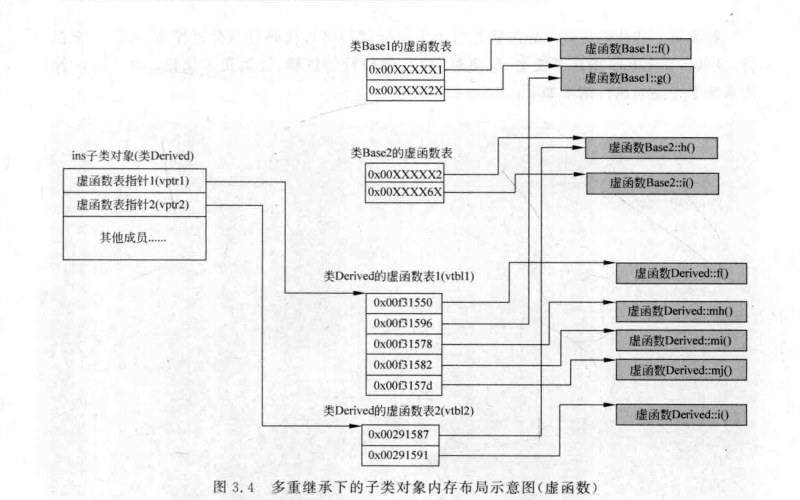 类Base1的虚函数表
0x00XXXXX1
0x00XXXX2X
虚函数Base1::f()
虚函数Base1::g()
类Base2的虚函数表
0x00XXXXX2
0x00XXXX6X
虚函数Base2::h()
虚函数Base2::i()
ins子类对象(类Derived)
虚函数表指针1(vptr1)
虚函数表指针2(vptr2)
其他成员......
类Derived的虚函数表1(vtbl1)
0x00f31550
0x00f31596
0x00f31578
0x00f31582
0x00f3157d
虚函数Derived::f()
虚函数Derived::mh()
虚函数Derived::mi()
虚函数Derived::mj()
类Derived的虚函数表2(vtbl2)
0x00291587
0x00291591
虚函数Derived::i()
图 3.4 多重继承下的子类对象内存布局示意图(虚函数)